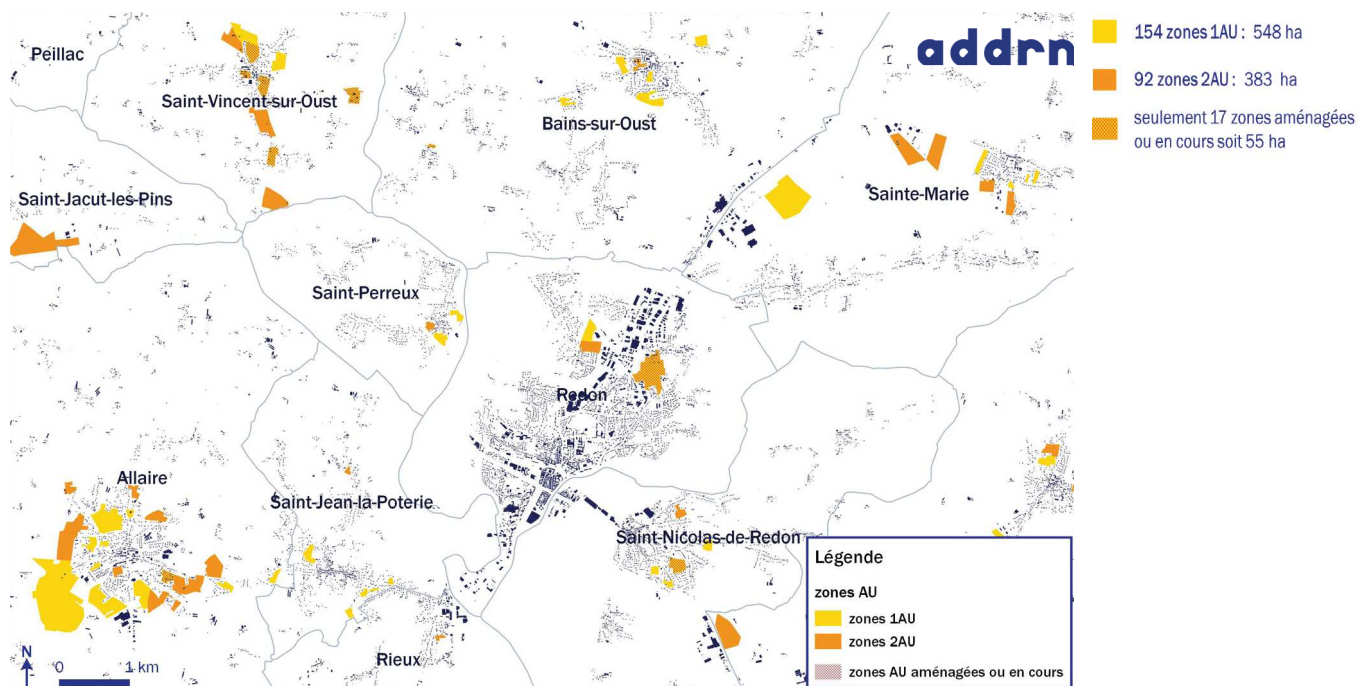 Peillac
Saint-Vincent-sur-Oust
Bains-sur-Oust
addrn
154 zones 1AU : 548 ha
92 zones 2AU : 383 ha
seulement 17 zones aménagées
ou en cours soit 55 ha
Saint-Jacut-les-Pins
Sainte-Marie
Saint-Perreux
Redon
Allaire
Saint-Jean-la-Poterie
Saint-Nicolas-de-Redon
Rieux
N
0 1 km
Légende
zones AU
zones 1AU
zones 2AU
zones AU aménagées ou en cours